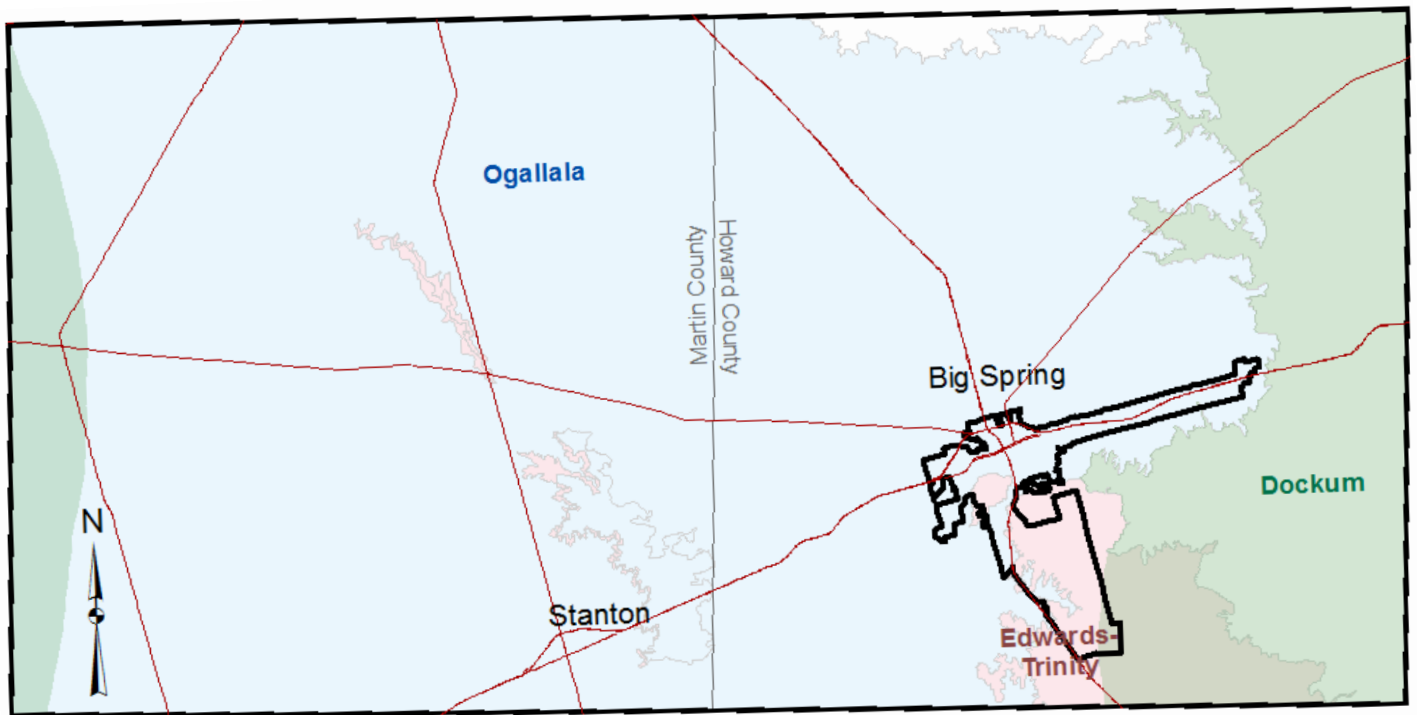 Ogallala
Martin County
Howard County
Big Spring
Dockum
N
Stanton
Edwards-
Trinity